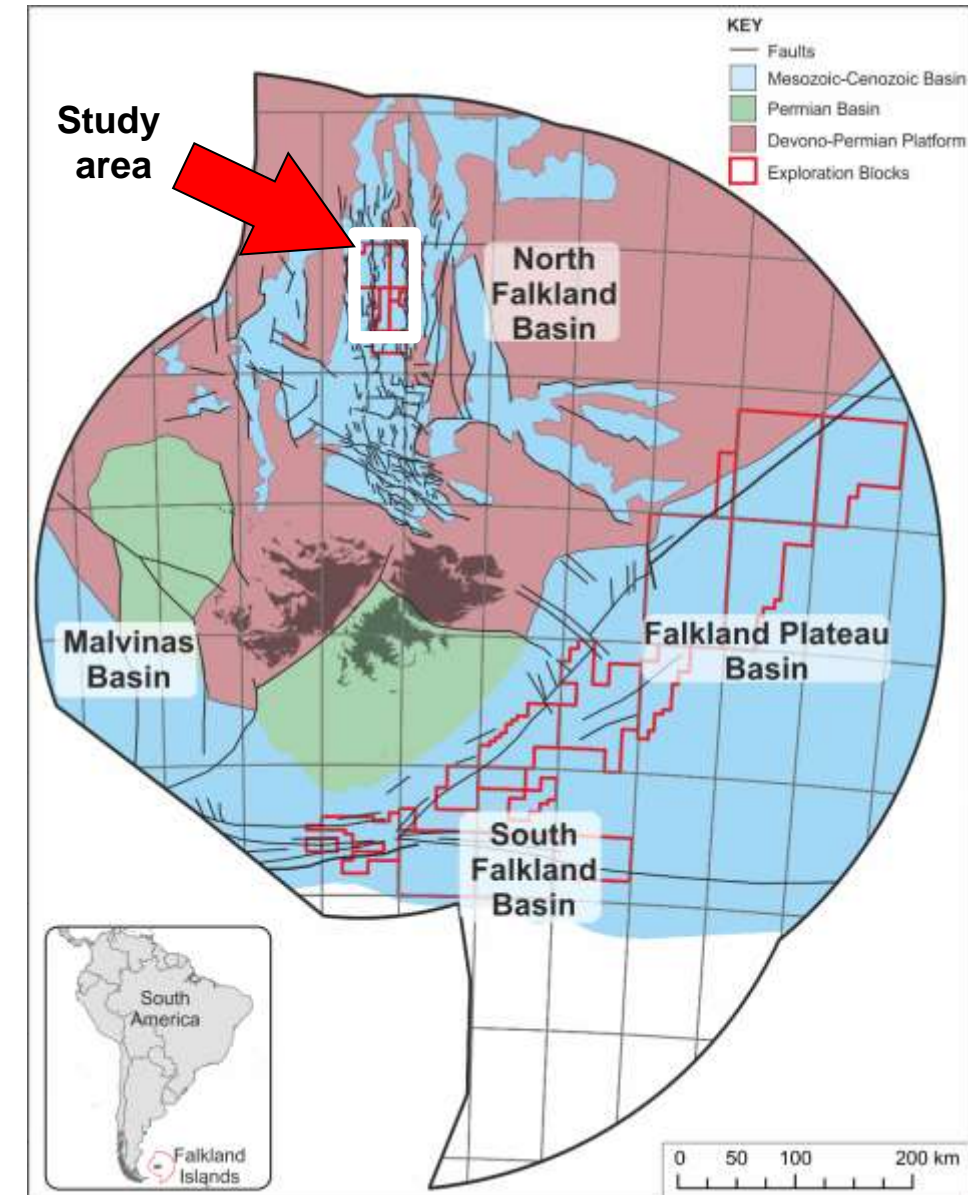 KEY
Faults
Mesozoic-Cenozoic Basin
Permian Basin
Devono-Permian Platform
Exploration Blocks
Study
area
North
Falkland
Basin
Malvinas
Basin
Falkland Plateau
Basin
South
Falkland
Basin
South
America
Falkland
Islands
0 50 100 200 km